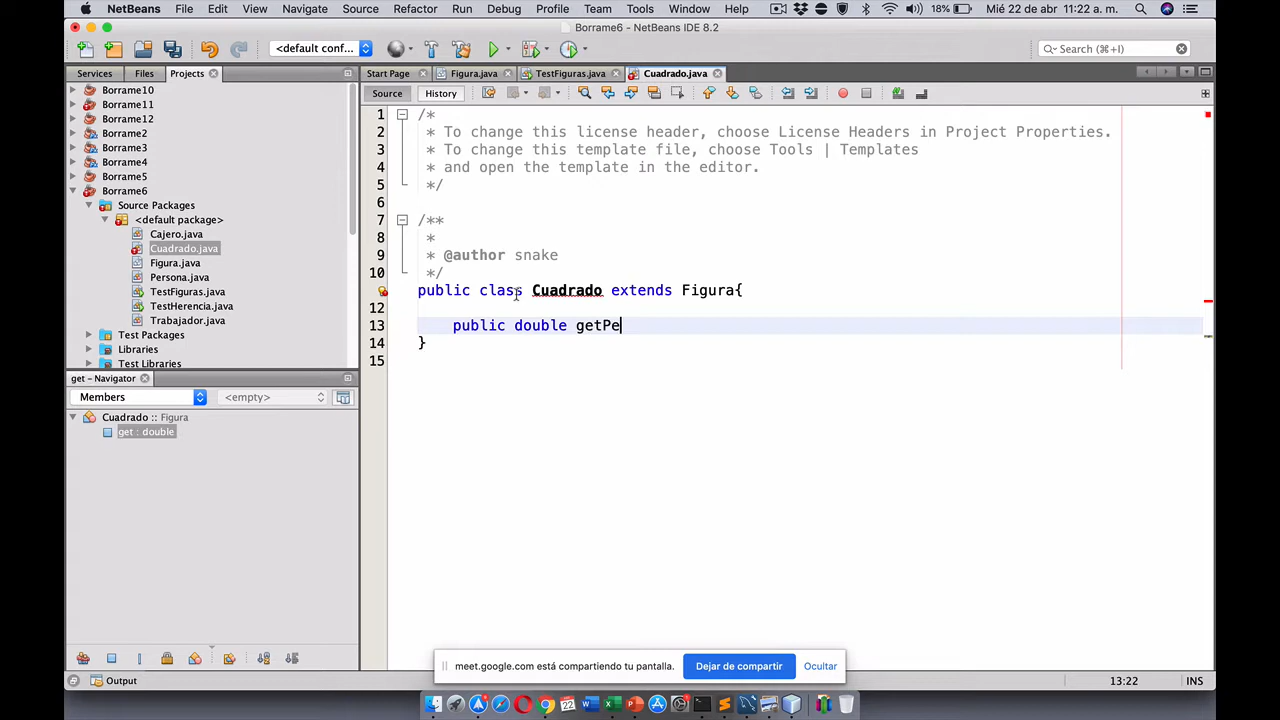 NetBeans File Edit View Navigate Source Refactor Run Debug Profile Team Tools Window Help 18% Mié 22 de abr 11:22 a. m.
Borrame6 - NetBeans IDE 8.2
<default conf... Search (⌘+I)
Services Files Projects Start Page Figura.java TestFiguras.java Cuadrado.java
Source History
Borrame10
Borrame11
Borrame12
Borrame2
Borrame3
Borrame4
Borrame5
Borrame6
Source Packages
<default package>
Cajero.java
Cuadrado.java
Figura.java
Persona.java
TestFiguras.java
TestHerencia.java
Trabajador.java
Test Packages
Libraries
Test Libraries
get - Navigator
Members <empty>
Cuadrado :: Figura
get : double
1 /*
2 * To change this license header, choose License Headers in Project Properties.
3 * To change this template file, choose Tools | Templates
4 * and open the template in the editor.
5 */
6
7 /**
8 *
9 * @author snake
10 */
public class Cuadrado extends Figura{
12
13 public double getPe
14 }
15
meet.google.com está compartiendo tu pantalla. Dejar de compartir Ocultar
Output 13:22 INS